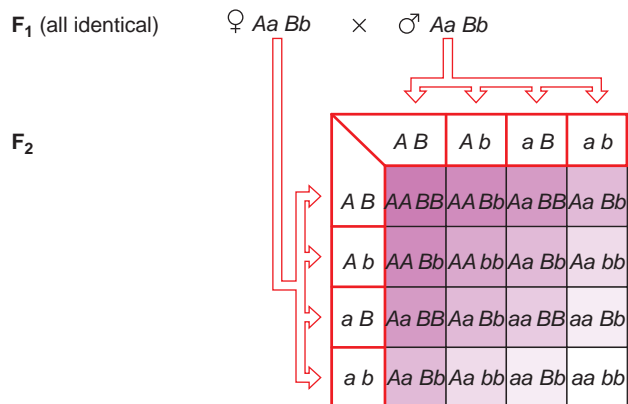 F₁ (all identical) ♀ Aa Bb × ♂ Aa Bb
F₂
A B A b a B a b
A B AA BB AA Bb Aa BB Aa Bb
A b AA Bb AA bb Aa Bb Aa bb
a B Aa BB Aa Bb aa BB aa Bb
a b Aa Bb Aa bb aa Bb aa bb